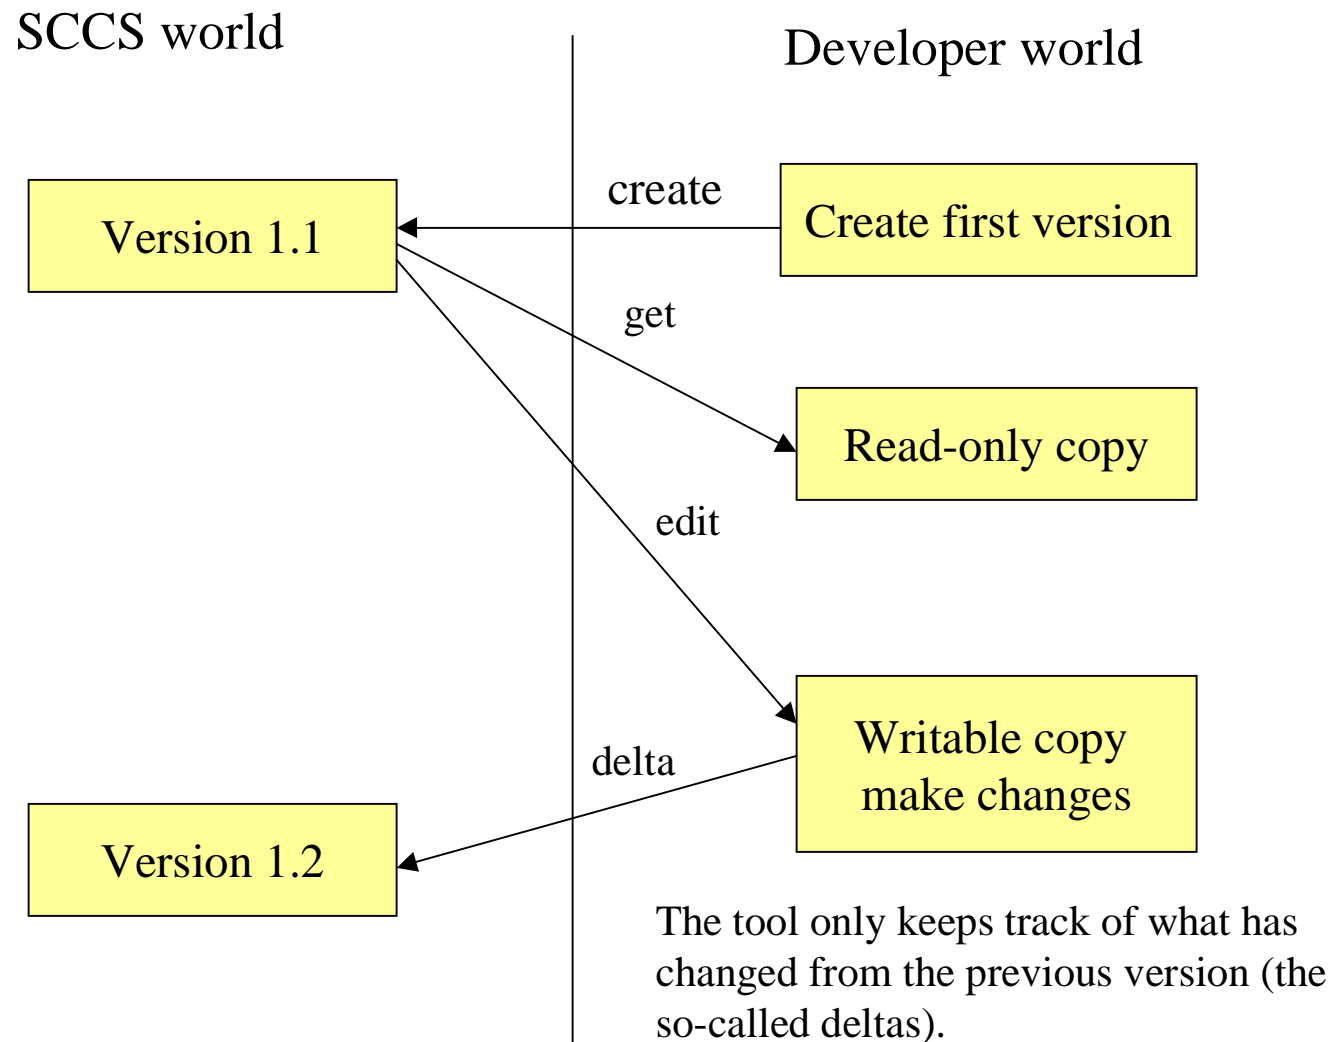 SCCS world
Developer world
create
Create first version
Version 1.1
get
Read-only copy
edit
Writable copy
make changes
delta
Version 1.2
The tool only keeps track of what has
changed from the previous version (the
so-called deltas).